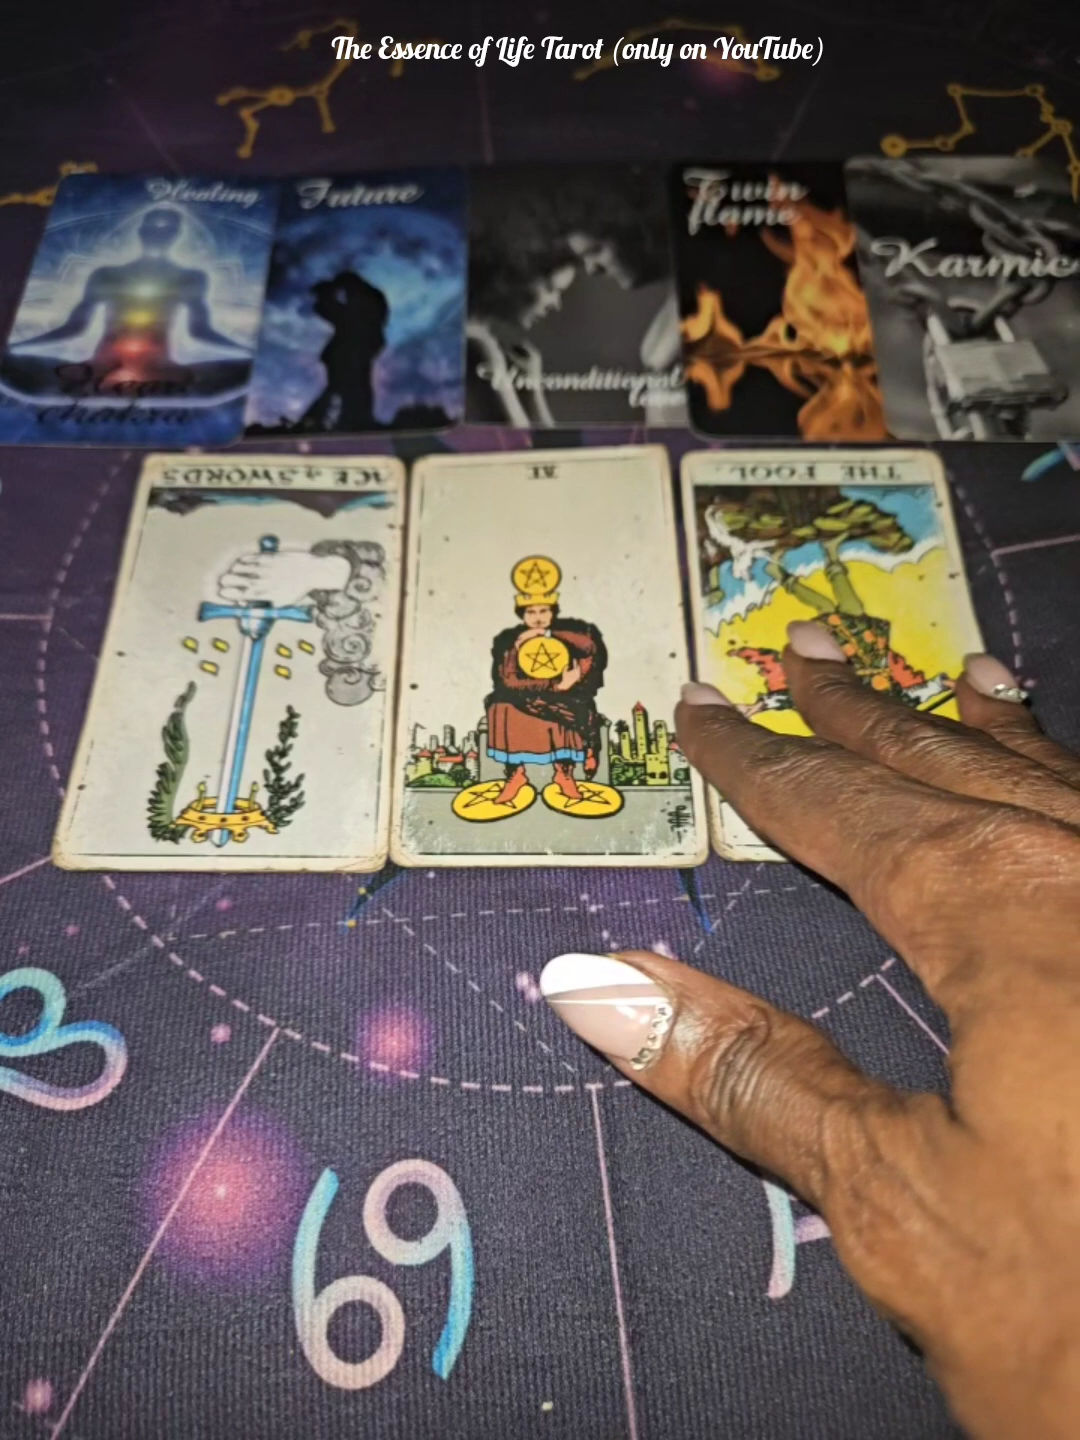 The Essence of Life Tarot (only on YouTube)
Healing
Heart
chakra
Future
Unconditional
love
Twin
flame
Karmic
ACE of SWORDS
IV
THE FOOL.